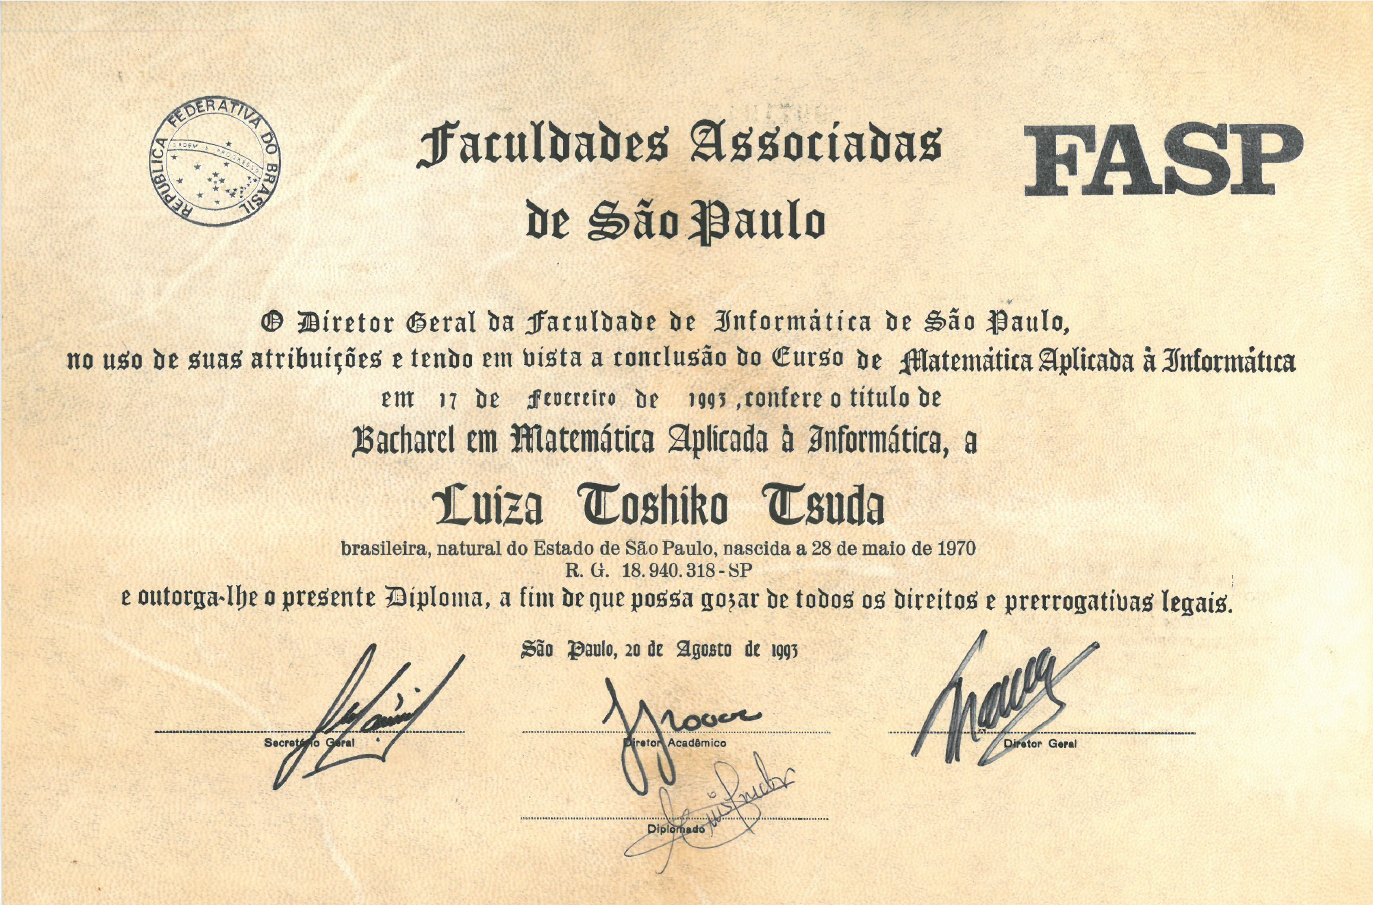 REPUBLICA FEDERATIVA DO BRASIL
ORDEM E PROGRESSO
Faculdades Associadas
de São Paulo
FASP
O Diretor Geral da Faculdade de Informática de São Paulo,
no uso de suas atribuições e tendo em vista a conclusão do Curso de Matemática Aplicada à Informática
em 17 de Fevereiro de 1993, confere o titulo de
Bacharel em Matemática Aplicada à Informática, a
Luiza Toshiko Tsuda
brasileira, natural do Estado de São Paulo, nascida a 28 de maio de 1970
R. G. 18.940.318-SP
e outorga-lhe o presente Diploma, a fim de que possa gozar de todos os direitos e prerrogativas legais.
São Paulo, 20 de Agosto de 1993
Secretário Geral
Diretor Acadêmico
Diretor Geral
Diplomado